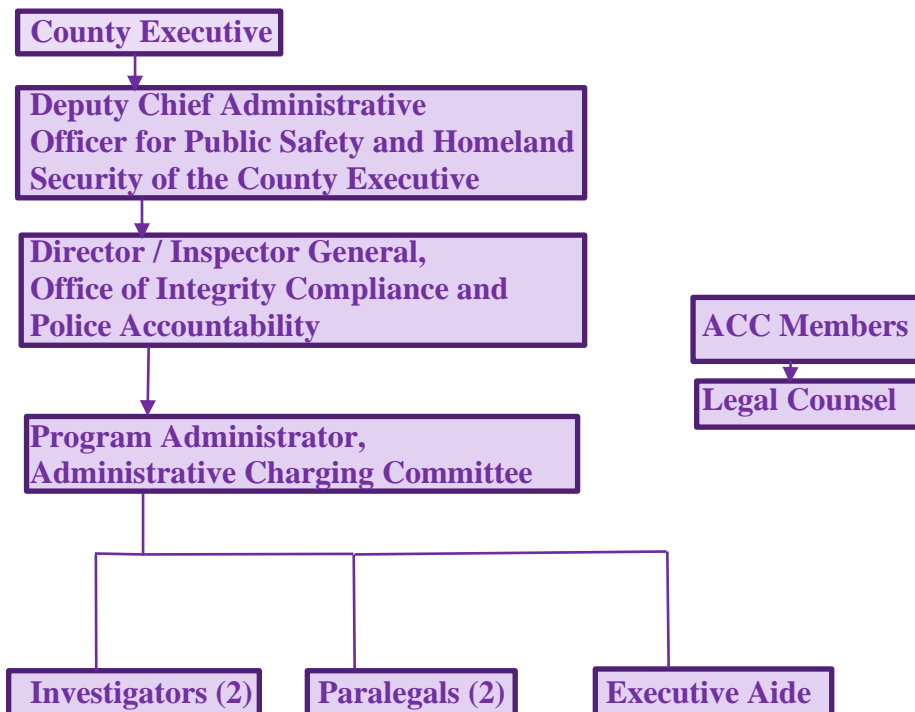 County Executive
Deputy Chief Administrative
Officer for Public Safety and Homeland
Security of the County Executive
Director / Inspector General,
Office of Integrity Compliance and
Police Accountability
ACC Members
Legal Counsel
Program Administrator,
Administrative Charging Committee
Investigators (2)
Paralegals (2)
Executive Aide